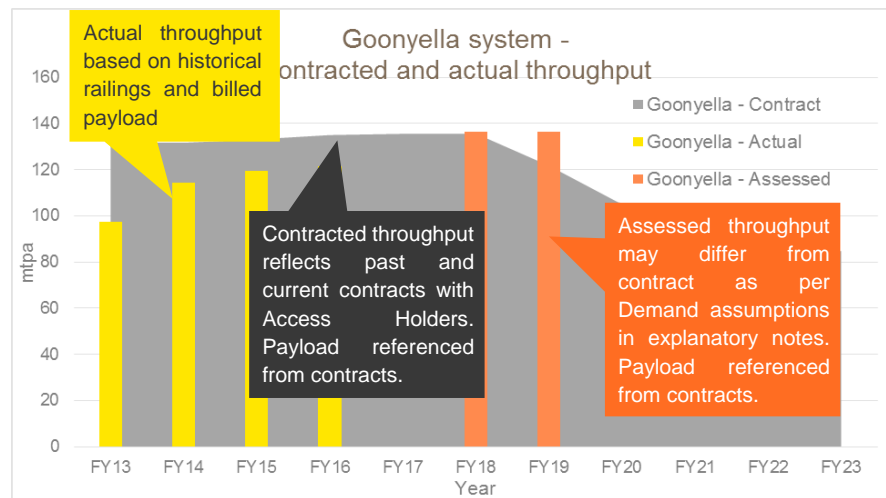 Goonyella system -
ontracted and actual throughput
Actual throughput
based on historical
railings and billed
payload
Goonyella - Contract
Goonyella - Actual
Goonyella - Assessed
Contracted throughput
reflects past and
current contracts with
Access Holders.
Payload referenced
from contracts.
Assessed throughput
may differ from
contract as per
Demand assumptions
in explanatory notes.
Payload referenced
from contracts.
mtpa
160
140
120
100
80
60
40
20
0
FY13 FY14 FY15 FY16 FY17 FY18 FY19 FY20 FY21 FY22 FY23
Year